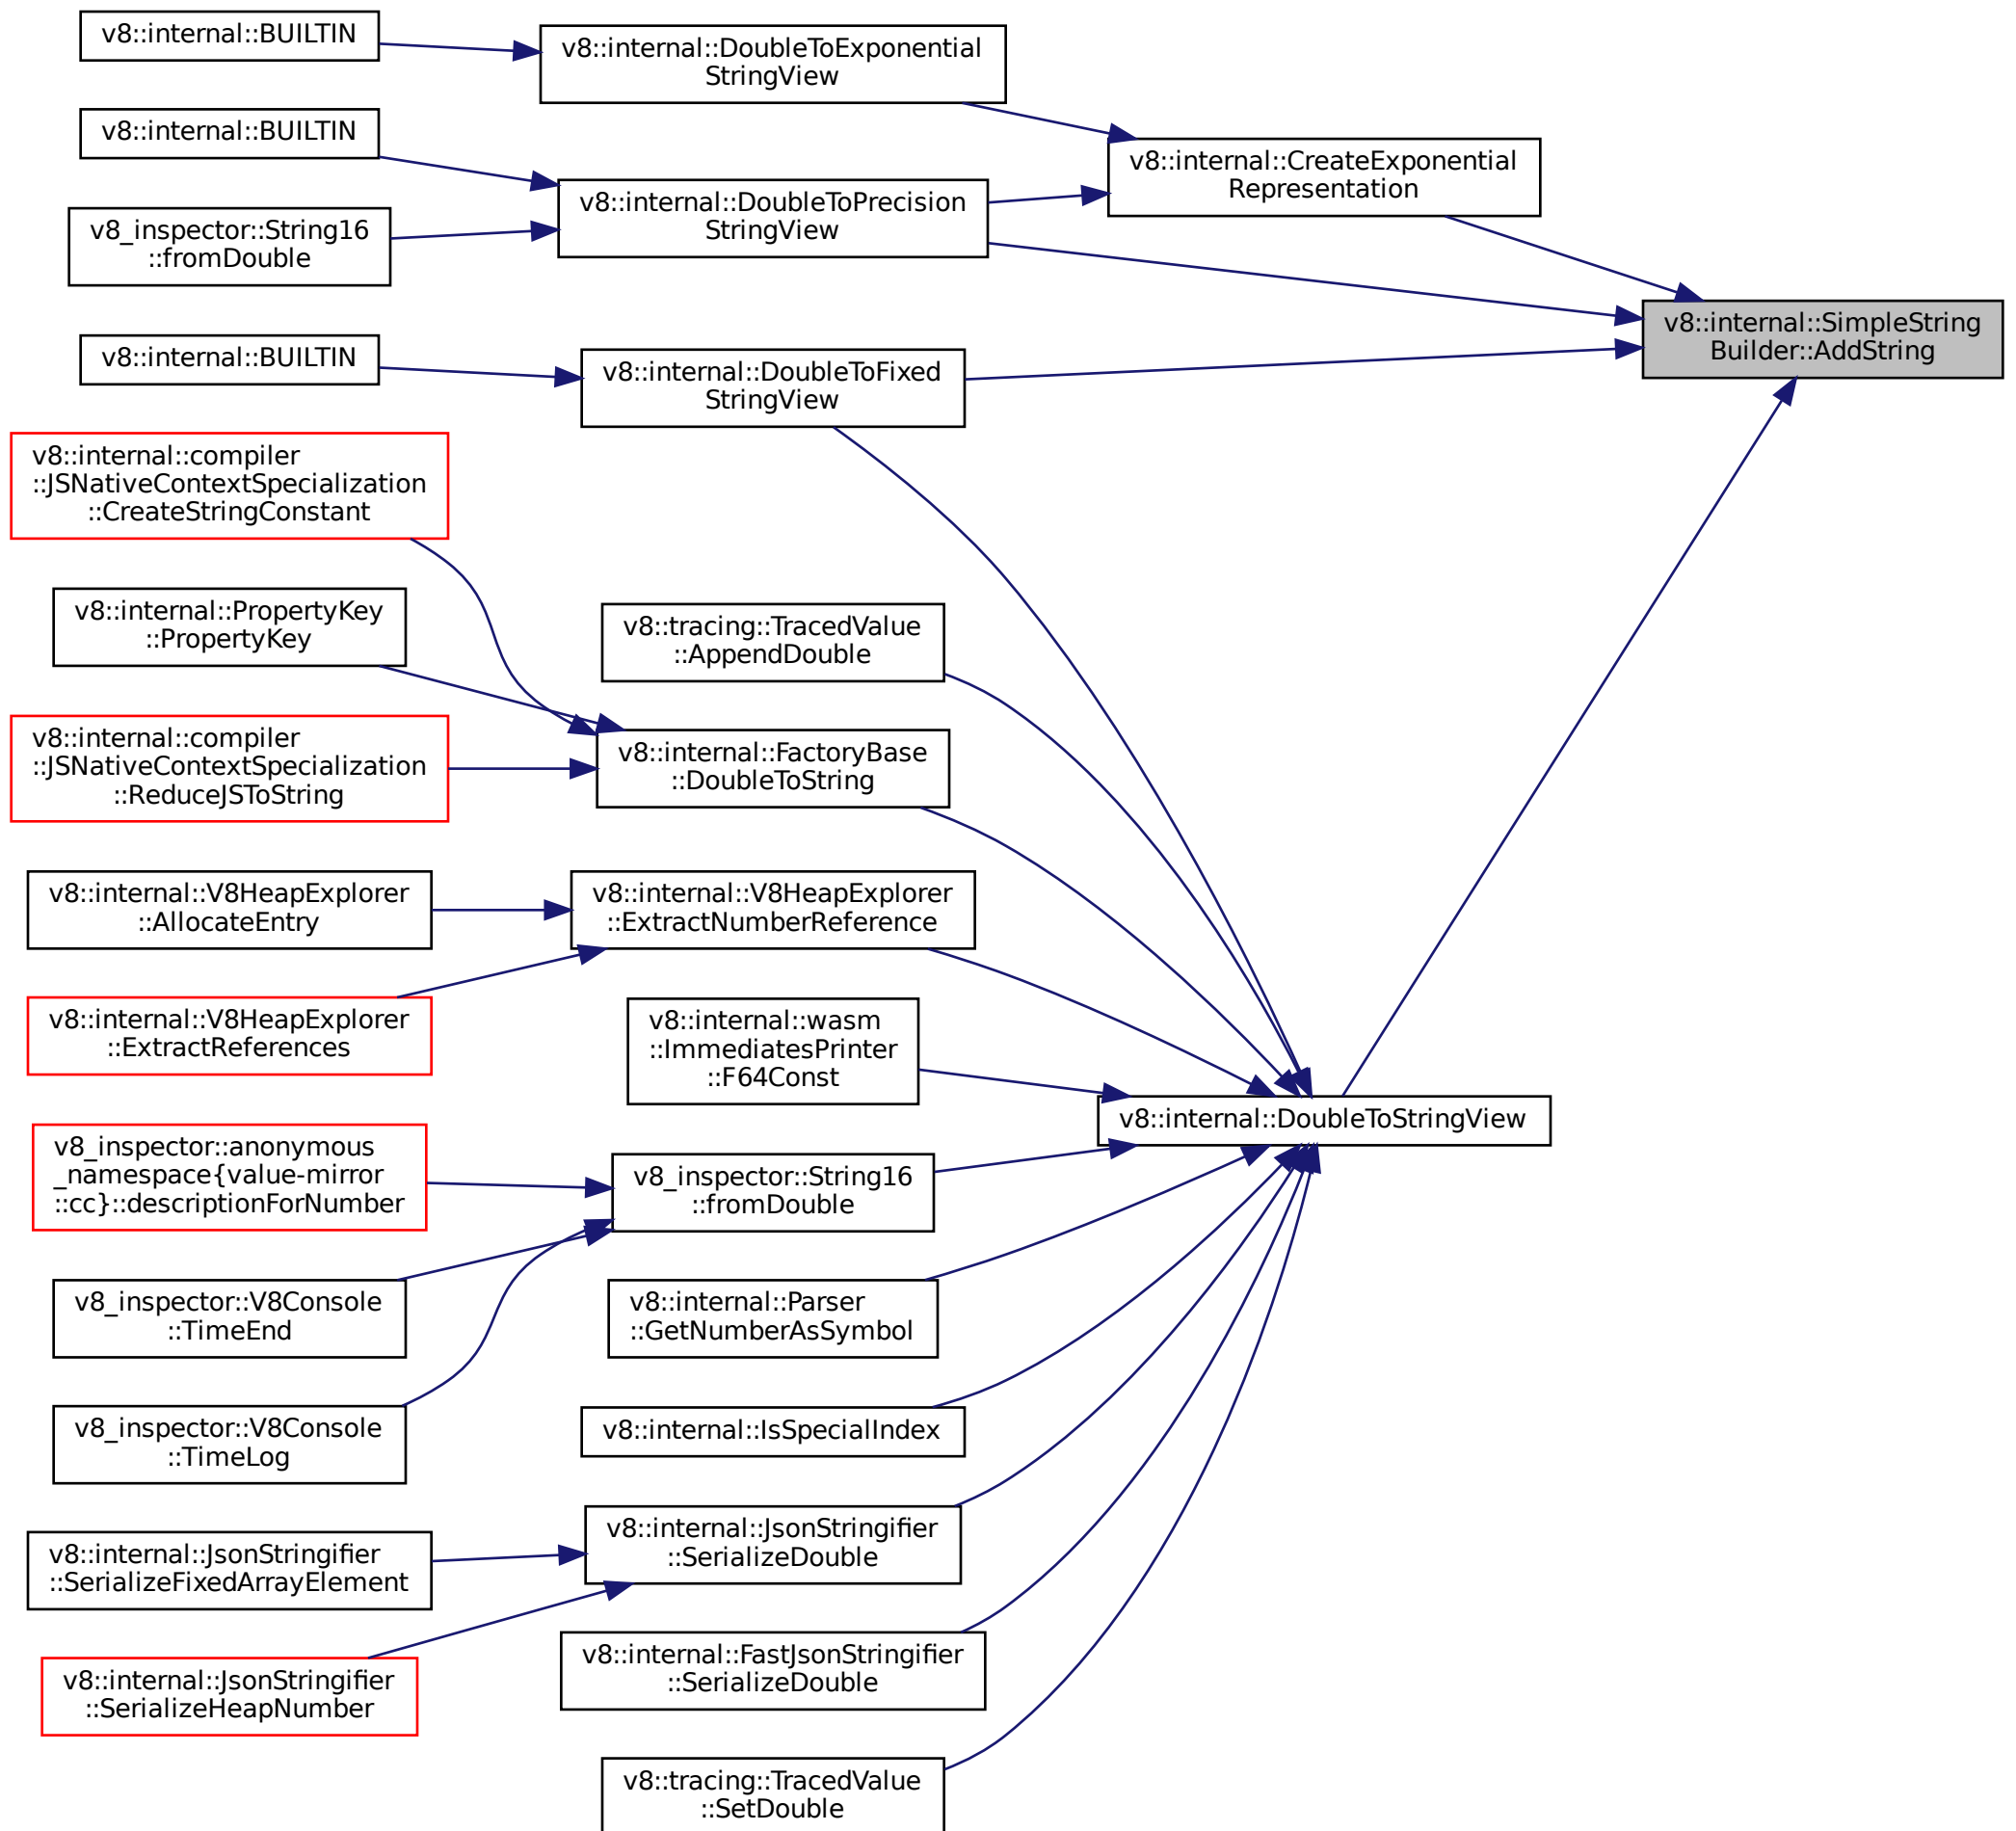 v8::internal::BUILTIN
v8::internal::DoubleToExponential
StringView
v8::internal::BUILTIN
v8::internal::CreateExponential
Representation
v8::internal::DoubleToPrecision
StringView
v8_inspector::String16
::fromDouble
v8::internal::SimpleString
Builder::AddString
v8::internal::BUILTIN
v8::internal::DoubleToFixed
StringView
v8::internal::compiler
::JSNativeContextSpecialization
::CreateStringConstant
v8::internal::PropertyKey
::PropertyKey
v8::tracing::TracedValue
::AppendDouble
v8::internal::compiler
::JSNativeContextSpecialization
::ReduceJSToString
v8::internal::FactoryBase
::DoubleToString
v8::internal::V8HeapExplorer
::AllocateEntry
v8::internal::V8HeapExplorer
::ExtractNumberReference
v8::internal::V8HeapExplorer
::ExtractReferences
v8::internal::wasm
::ImmediatesPrinter
::F64Const
v8::internal::DoubleToStringView
v8_inspector::anonymous
_namespace{value-mirror
::cc}::descriptionForNumber
v8_inspector::String16
::fromDouble
v8_inspector::V8Console
::TimeEnd
v8::internal::Parser
::GetNumberAsSymbol
v8_inspector::V8Console
::TimeLog
v8::internal::IsSpecialIndex
v8::internal::JsonStringifier
::SerializeFixedArrayElement
v8::internal::JsonStringifier
::SerializeDouble
v8::internal::JsonStringifier
::SerializeHeapNumber
v8::internal::FastJsonStringifier
::SerializeDouble
v8::tracing::TracedValue
::SetDouble